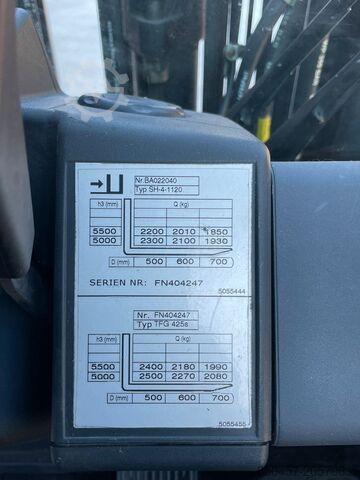 Nr.BA022040
Typ SH-4-1120
h3 (mm) Q (kg)
5500 2200 2010 1850
5000 2300 2100 1930
D (mm) 500 600 700
SERIEN NR: FN404247
5055444
Nr. FN404247
Typ TFG 425s
h3 (mm) Q (kg)
5500 2400 2180 1990
5000 2500 2270 2080
D (mm) 500 600 700
5055455